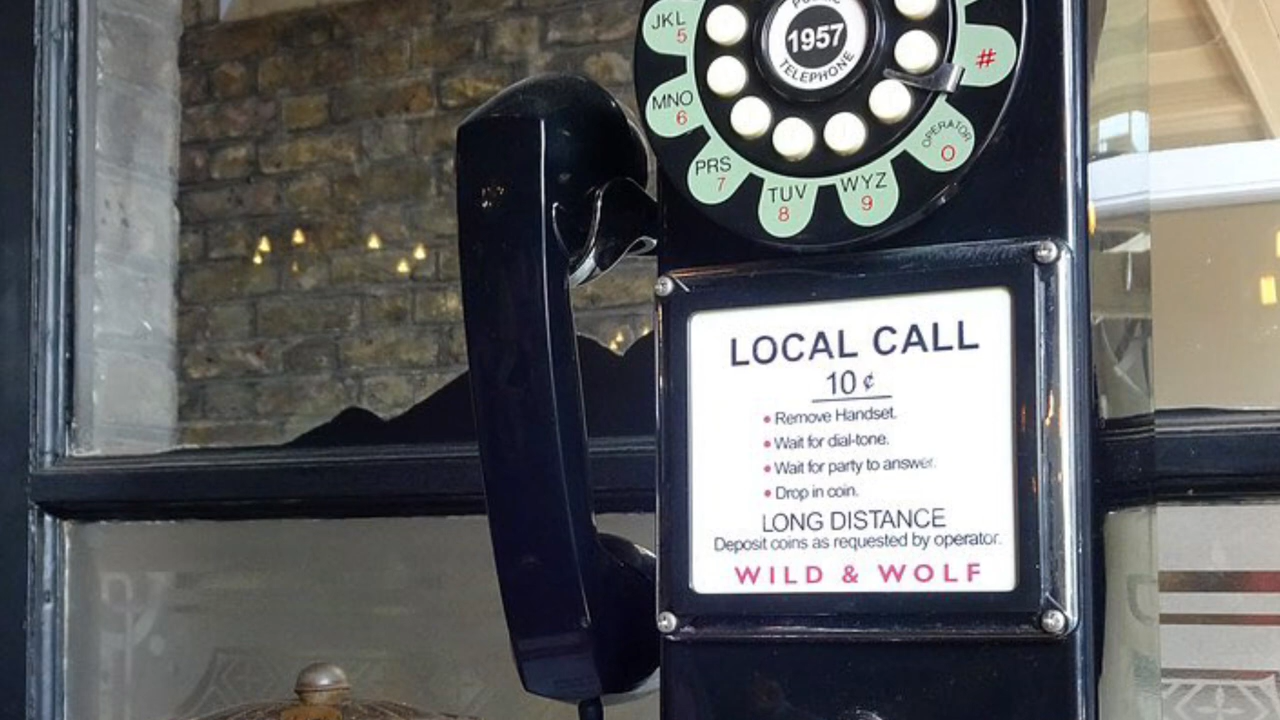 JKL
5
MNO
6
PRS
7
TUV
8
WYZ
9
OPERATOR
0
#
PUBLIC
1957
TELEPHONE
LOCAL CALL
10 ¢
• Remove Handset.
• Wait for dial-tone.
• Wait for party to answer.
• Drop in coin.
LONG DISTANCE
Deposit coins as requested by operator.
WILD & WOLF